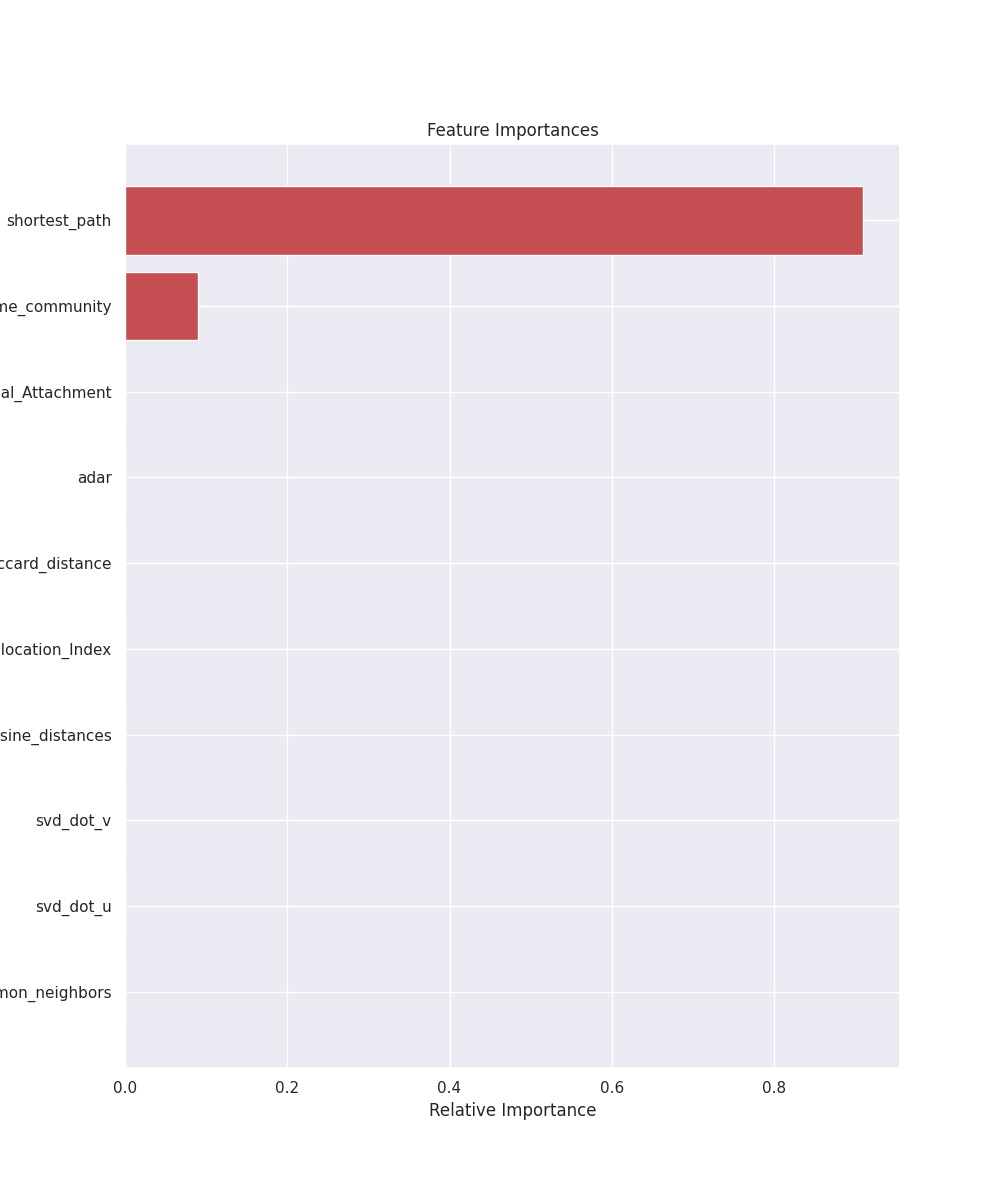 Feature Importances
shortest_path
me_community
al_Attachment
adar
ccard_distance
location_Index
sine_distances
svd_dot_v
svd_dot_u
mon_neighbors
0.0 0.2 0.4 0.6 0.8
Relative Importance